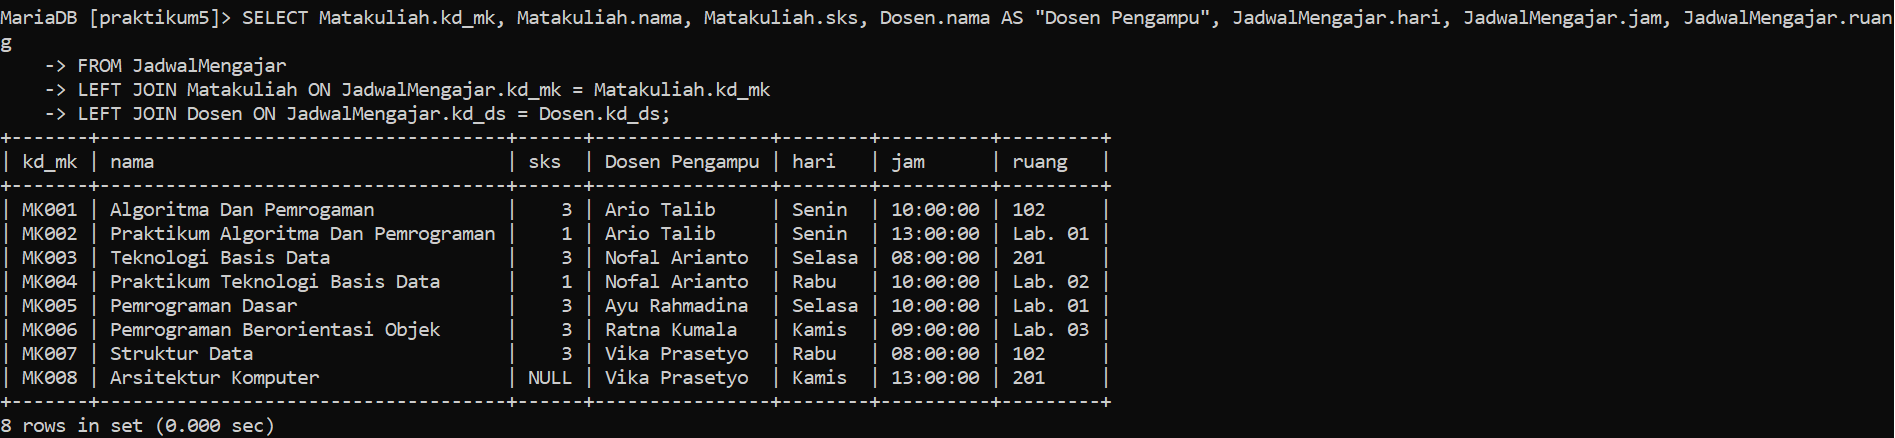 MariaDB [praktikum5]> SELECT Matakuliah.kd_mk, Matakuliah.nama, Matakuliah.sks, Dosen.nama AS "Dosen Pengampu", JadwalMengajar.hari, JadwalMengajar.jam, JadwalMengajar.ruan
g
    -> FROM JadwalMengajar
    -> LEFT JOIN Matakuliah ON JadwalMengajar.kd_mk = Matakuliah.kd_mk
    -> LEFT JOIN Dosen ON JadwalMengajar.kd_ds = Dosen.kd_ds;
+-------+-------------------------------------+------+----------------+--------+----------+---------+
| kd_mk | nama                                | sks  | Dosen Pengampu | hari   | jam      | ruang   |
+-------+-------------------------------------+------+----------------+--------+----------+---------+
| MK001 | Algoritma Dan Pemrogaman            |    3 | Ario Talib     | Senin  | 10:00:00 | 102     |
| MK002 | Praktikum Algoritma Dan Pemrograman |    1 | Ario Talib     | Senin  | 13:00:00 | Lab. 01 |
| MK003 | Teknologi Basis Data                |    3 | Nofal Arianto  | Selasa | 08:00:00 | 201     |
| MK004 | Praktikum Teknologi Basis Data      |    1 | Nofal Arianto  | Rabu   | 10:00:00 | Lab. 02 |
| MK005 | Pemrograman Dasar                   |    3 | Ayu Rahmadina  | Selasa | 10:00:00 | Lab. 01 |
| MK006 | Pemrograman Berorientasi Objek      |    3 | Ratna Kumala   | Kamis  | 09:00:00 | Lab. 03 |
| MK007 | Struktur Data                       |    3 | Vika Prasetyo  | Rabu   | 08:00:00 | 102     |
| MK008 | Arsitektur Komputer                 | NULL | Vika Prasetyo  | Kamis  | 13:00:00 | 201     |
+-------+-------------------------------------+------+----------------+--------+----------+---------+
8 rows in set (0.000 sec)